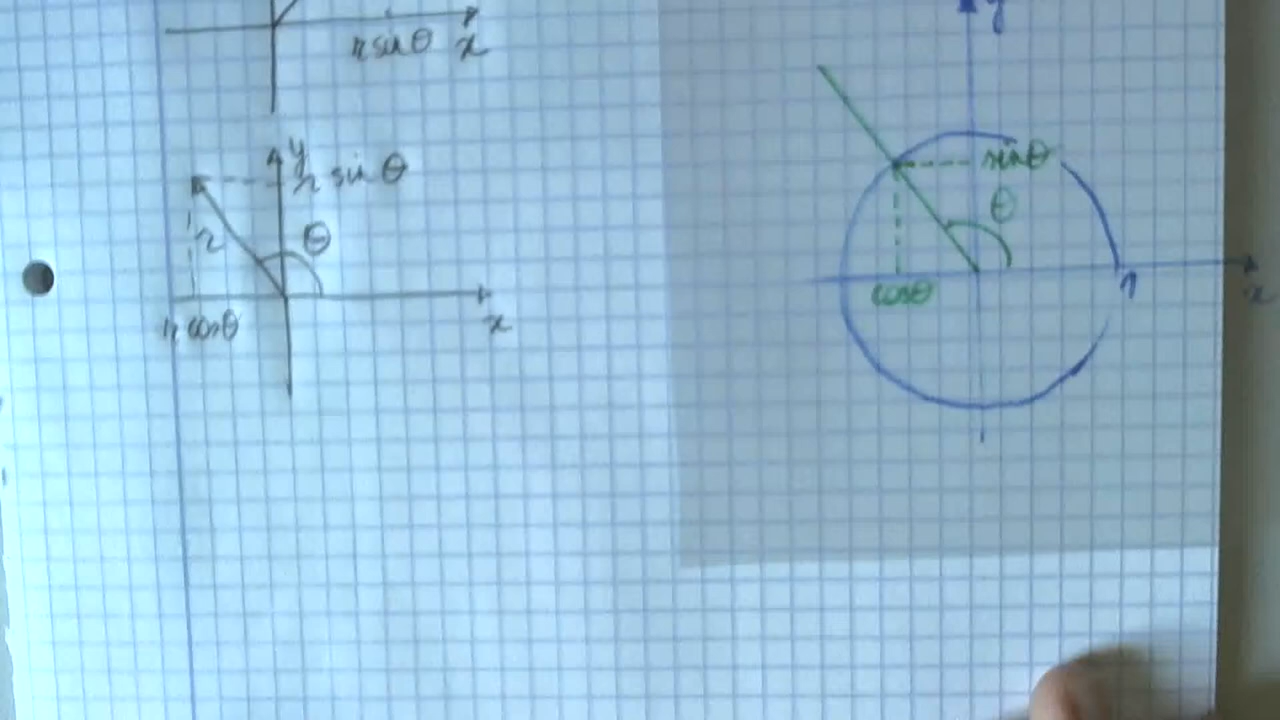 r sin θ x
y
r sin θ
r
θ
r cos θ
x
y
sin θ
θ
cos θ
1
x